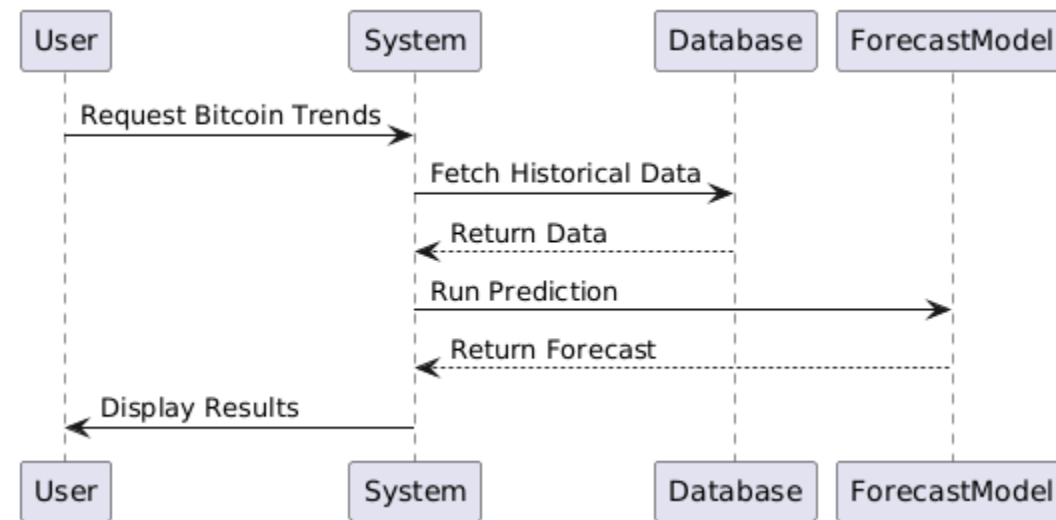 User System Database ForecastModel
Request Bitcoin Trends
Fetch Historical Data
Return Data
Run Prediction
Return Forecast
Display Results
User System Database ForecastModel